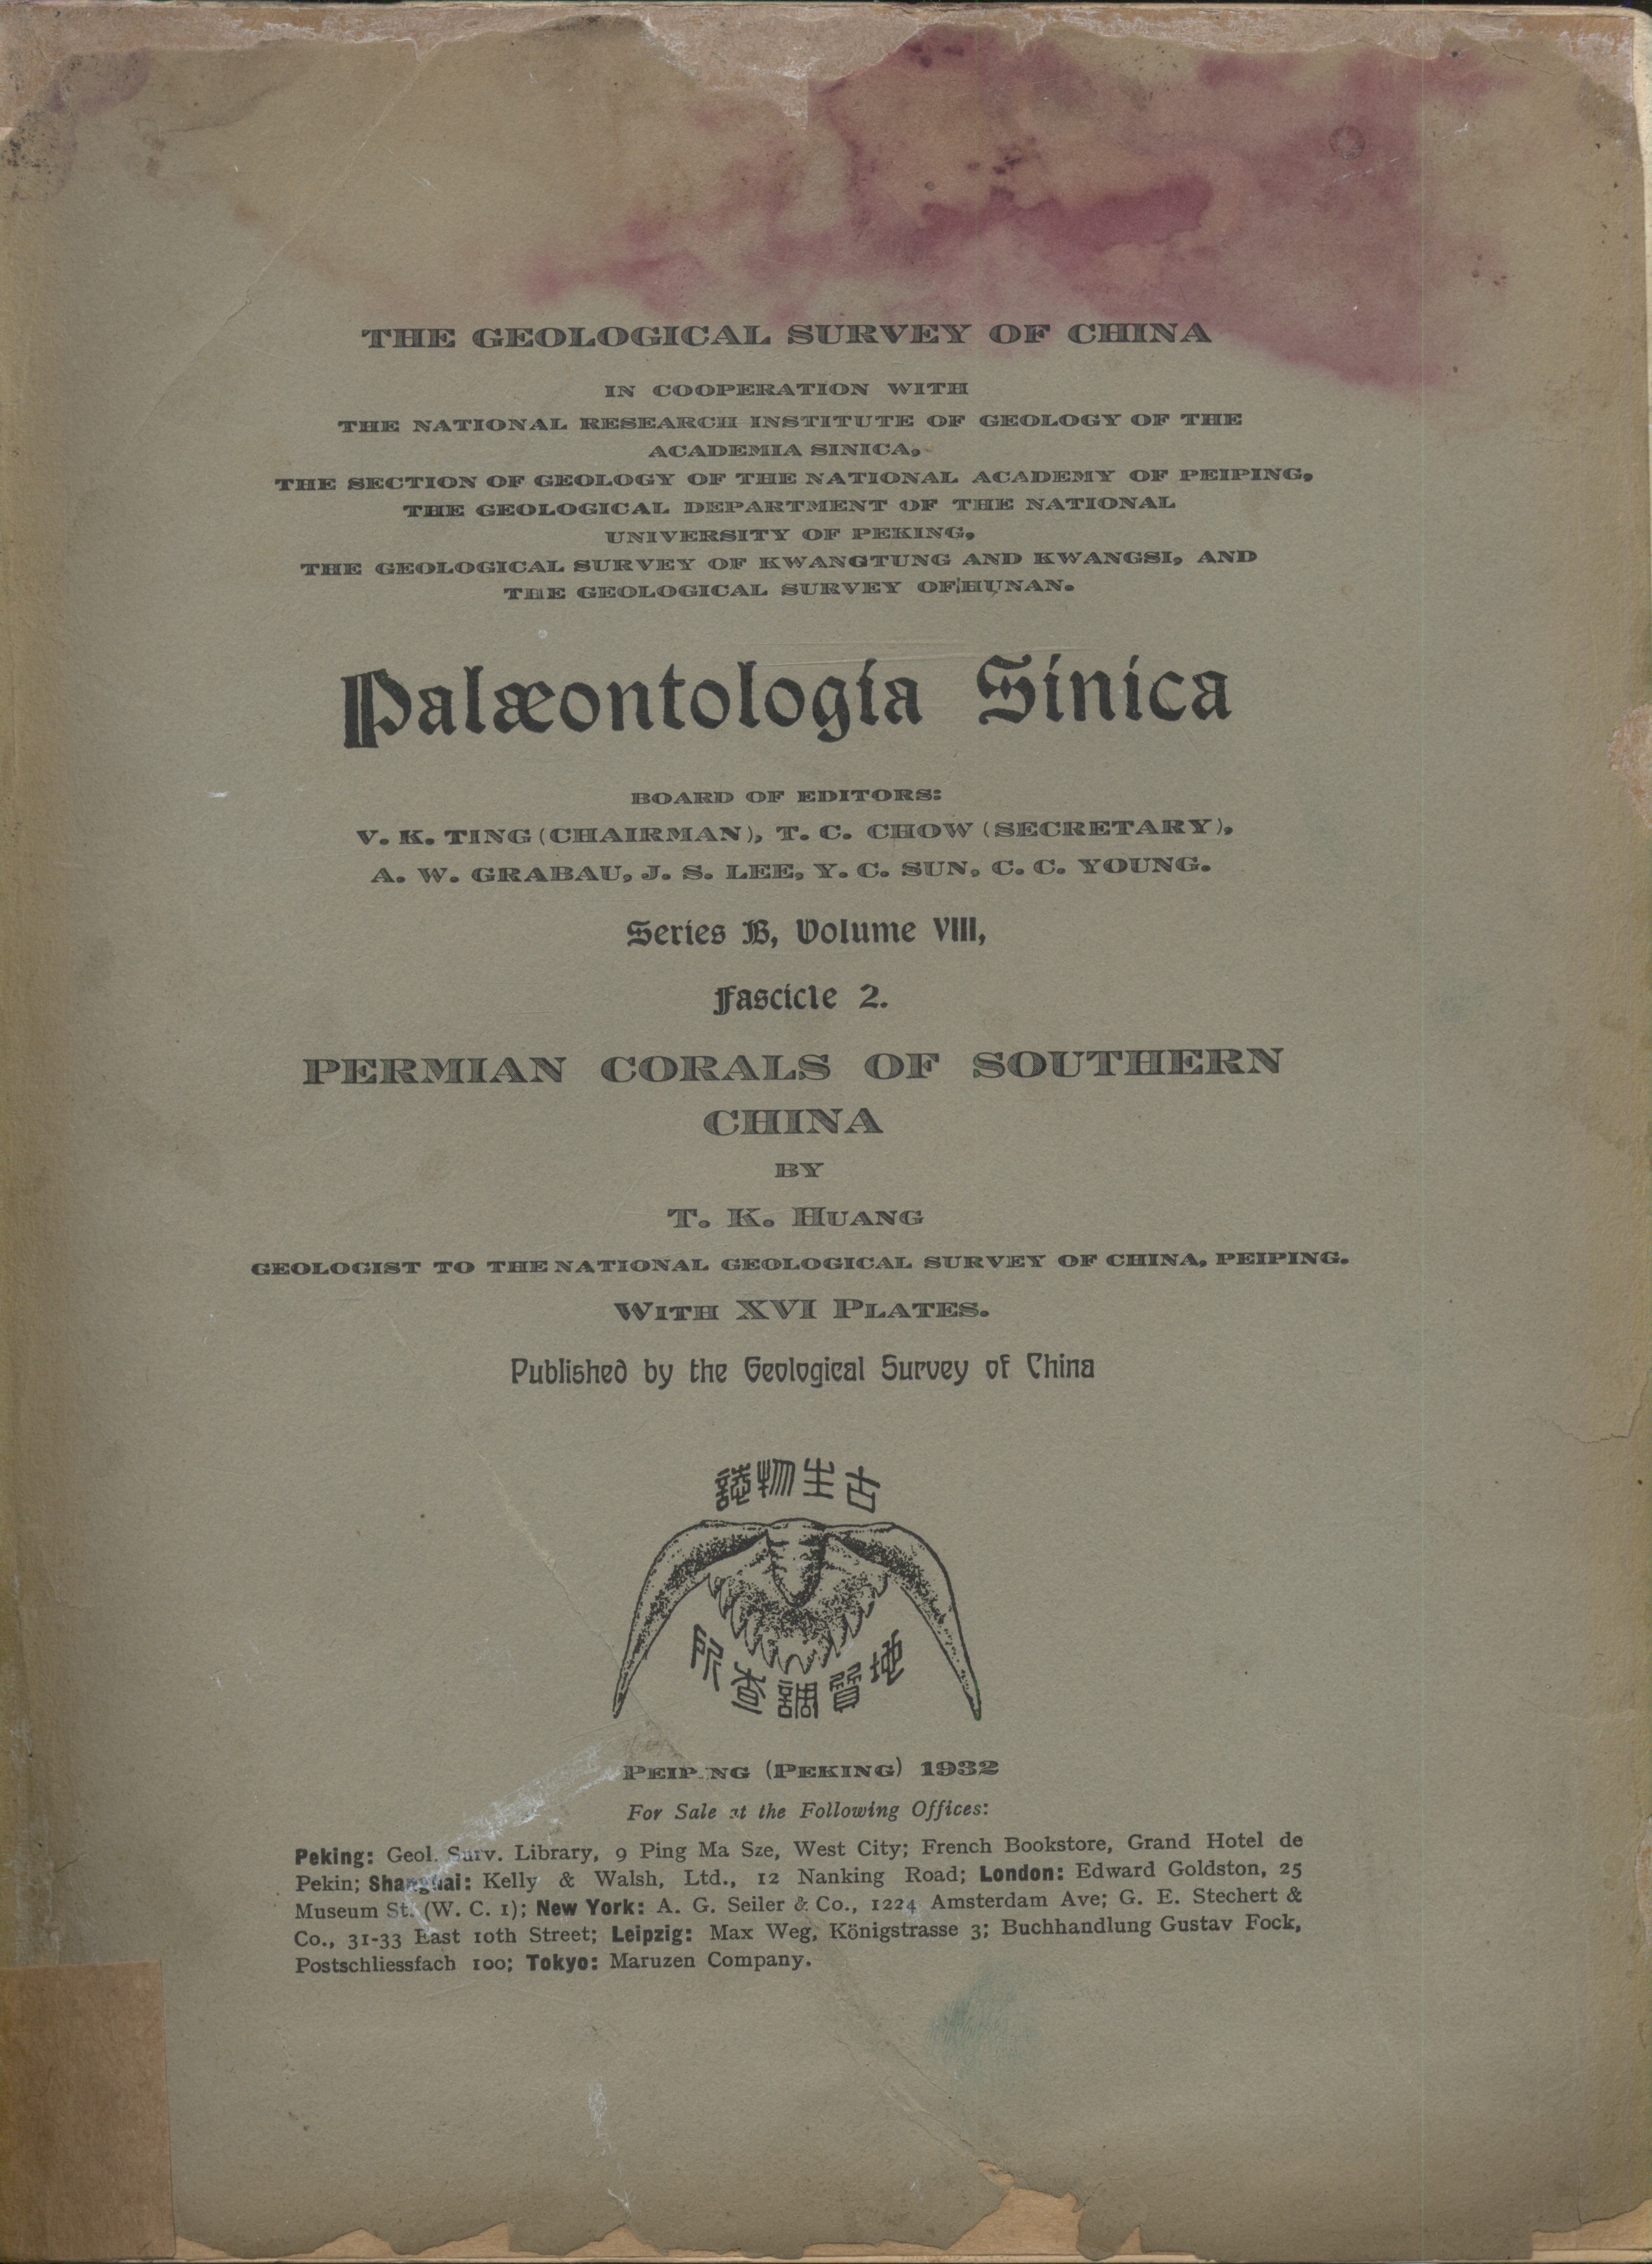 THE GEOLOGICAL SURVEY OF CHINA
IN COOPERATION WITH
THE NATIONAL RESEARCH INSTITUTE OF GEOLOGY OF THE
ACADEMIA SINICA,
THE SECTION OF GEOLOGY OF THE NATIONAL ACADEMY OF PEIPING,
THE GEOLOGICAL DEPARTMENT OF THE NATIONAL
UNIVERSITY OF PEKING,
THE GEOLOGICAL SURVEY OF KWANGTUNG AND KWANGSI, AND
THE GEOLOGICAL SURVEY OF HUNAN.
Palæontologia Sinica
BOARD OF EDITORS:
V. K. TING (CHAIRMAN), T. C. CHOW (SECRETARY),
A. W. GRABAU, J. S. LEE, Y. C. SUN, C. C. YOUNG.
Series B, Volume VIII,
Fascicle 2.
PERMIAN CORALS OF SOUTHERN
CHINA
BY
T. K. HUANG
GEOLOGIST TO THE NATIONAL GEOLOGICAL SURVEY OF CHINA, PEIPING.
WITH XVI PLATES.
Published by the Geological Survey of China
古生物誌
地質調查所
PEIPING (PEKING) 1932
For Sale at the Following Offices:
Peking: Geol. Surv. Library, 9 Ping Ma Sze, West City; French Bookstore, Grand Hotel de
Pekin; Shanghai: Kelly & Walsh, Ltd., 12 Nanking Road; London: Edward Goldston, 25
Museum St. (W. C. 1); New York: A. G. Seiler & Co., 1224 Amsterdam Ave; G. E. Stechert &
Co., 31-33 East 10th Street; Leipzig: Max Weg, Königstrasse 3; Buchhandlung Gustav Fock,
Postschliessfach 100; Tokyo: Maruzen Company.